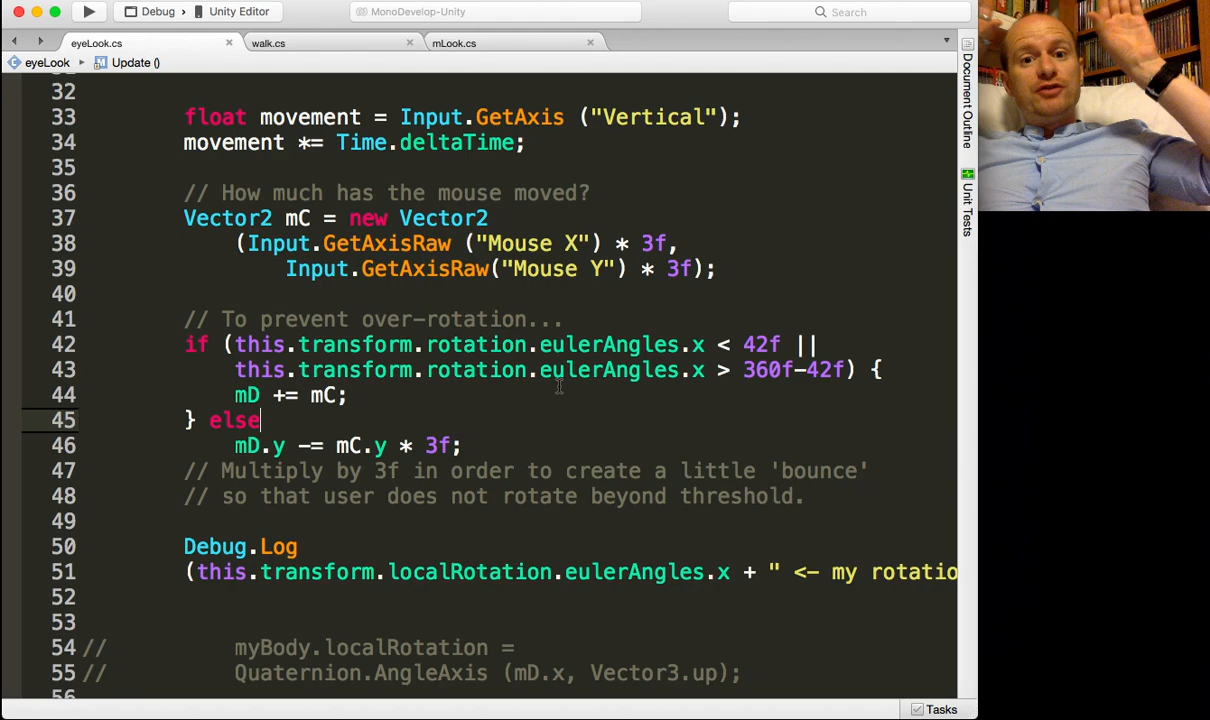 Debug > Unity Editor
MonoDevelop-Unity
Search
eyeLook.cs
walk.cs
mLook.cs
eyeLook
Update ()
32
33 float movement = Input.GetAxis ("Vertical");
34 movement *= Time.deltaTime;
35
36 // How much has the mouse moved?
37 Vector2 mC = new Vector2
38 (Input.GetAxisRaw ("Mouse X") * 3f,
39 Input.GetAxisRaw("Mouse Y") * 3f);
40
41 // To prevent over-rotation...
42 if (this.transform.rotation.eulerAngles.x < 42f ||
43 this.transform.rotation.eulerAngles.x > 360f-42f) {
44 mD += mC;
45 } else
46 mD.y -= mC.y * 3f;
47 // Multiply by 3f in order to create a little 'bounce'
48 // so that user does not rotate beyond threshold.
49
50 Debug.Log
51 (this.transform.localRotation.eulerAngles.x + " <- my rotatio
52
53
54 // myBody.localRotation =
55 // Quaternion.AngleAxis (mD.x, Vector3.up);
Document Outline
Unit Tests
Tasks